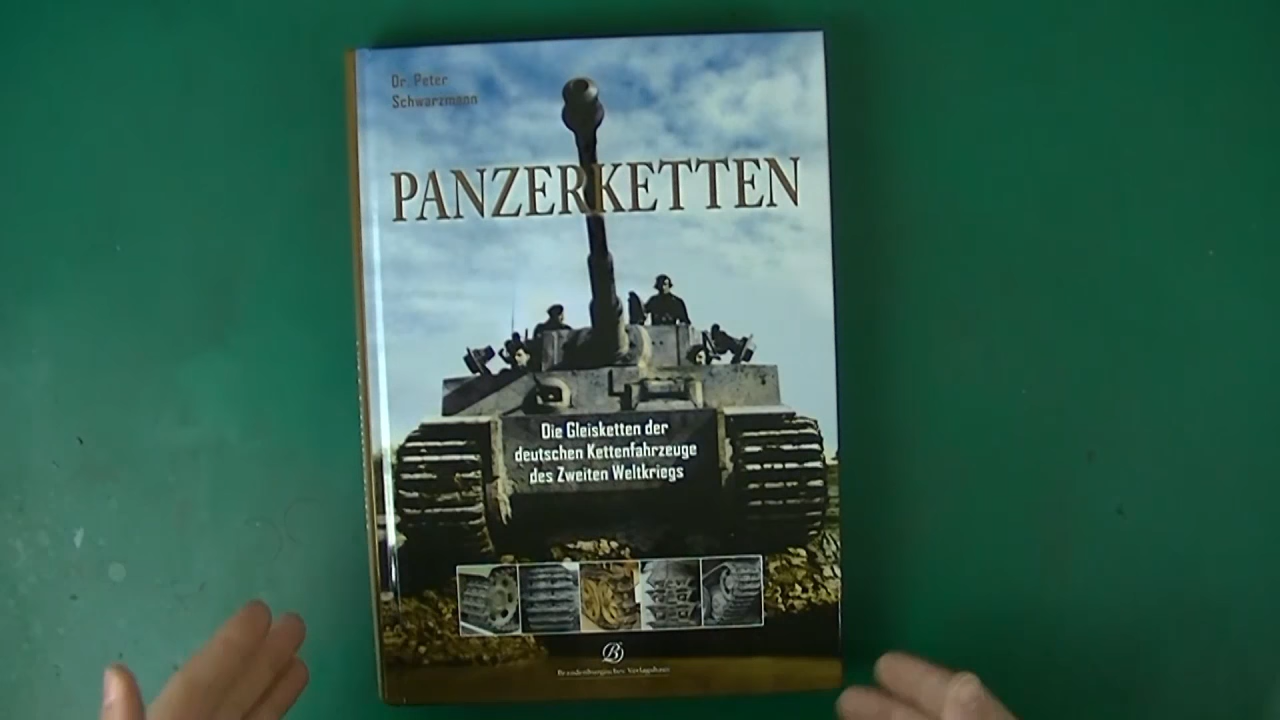 Dr. Peter
Schwarzmann
PANZERKETTEN
Die Gleisketten der
deutschen Kettenfahrzeuge
des Zweiten Weltkriegs
B
Brandenburgisches Verlagshaus